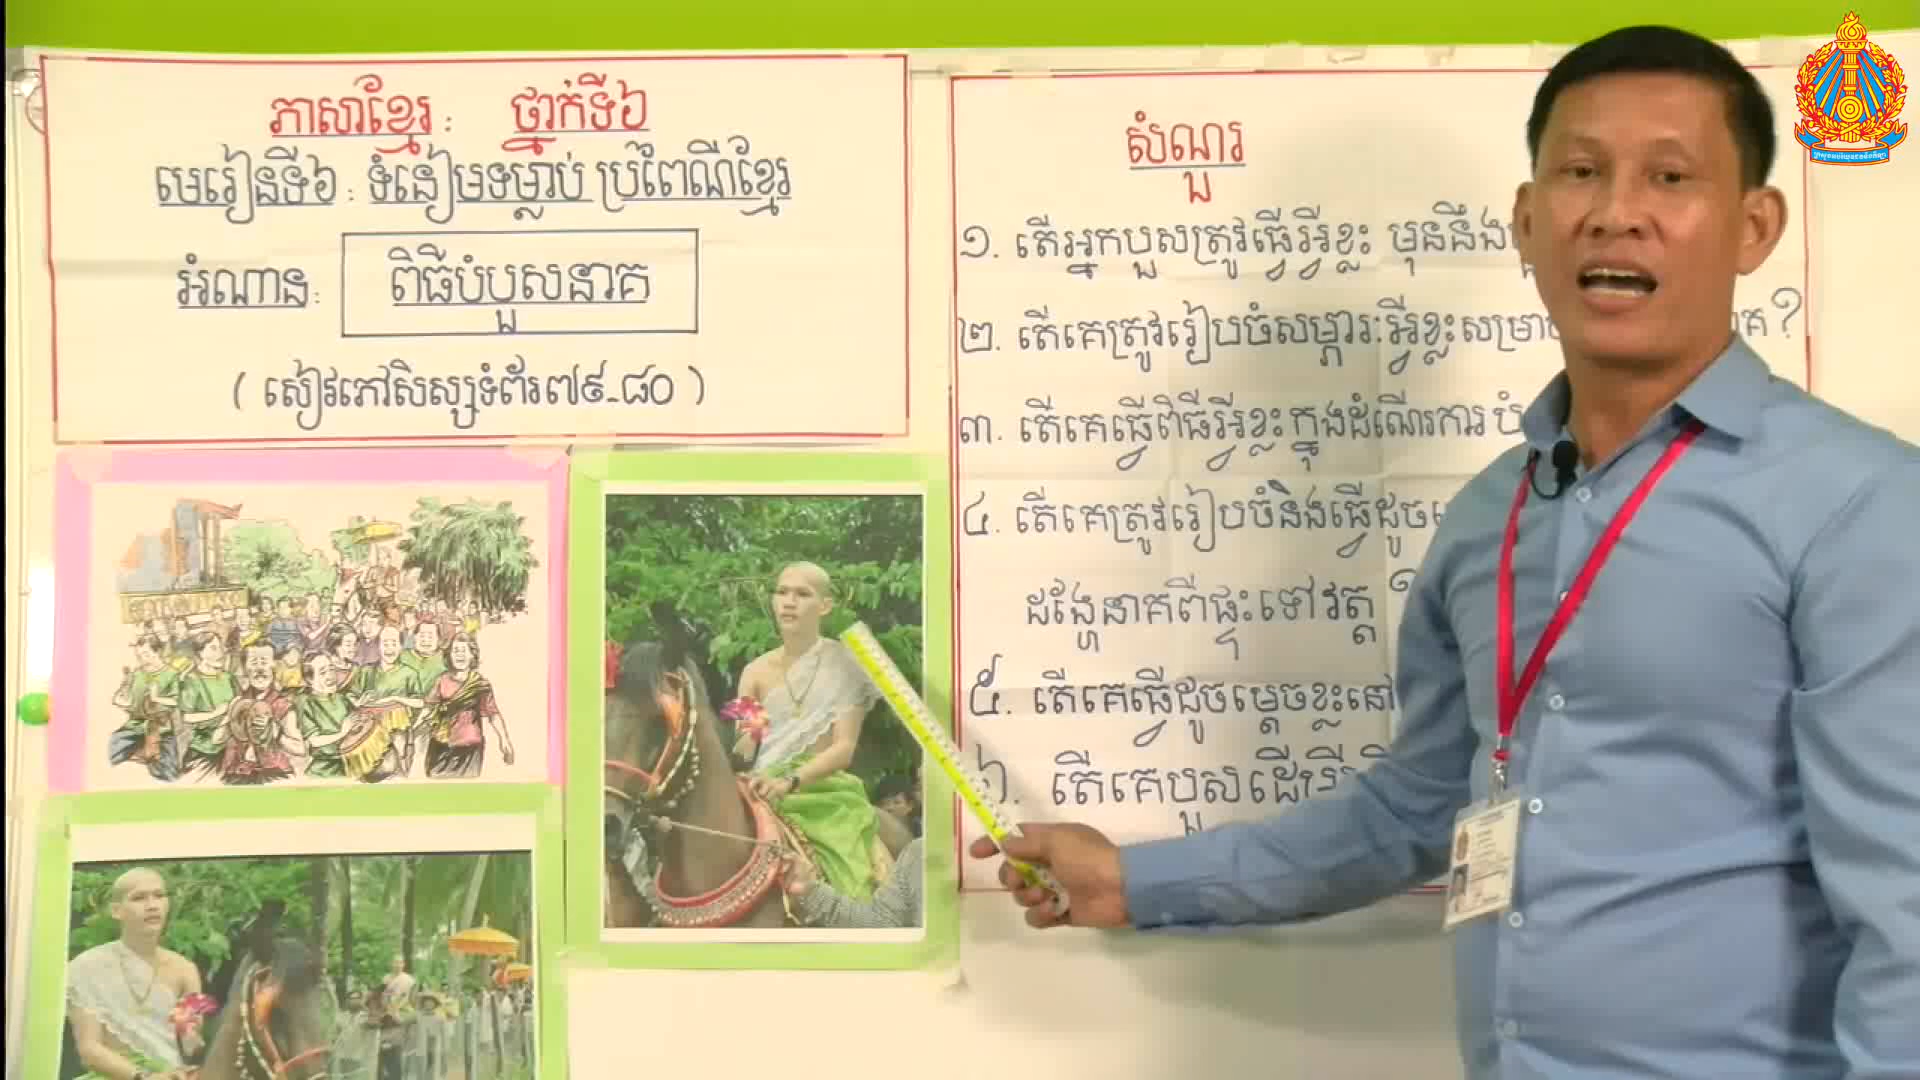 ភាសាខ្មែរ : ថ្នាក់ទី៦
មេរៀនទី៦ : ទំនៀមទម្លាប់ ប្រពៃណីខ្មែរ
អំណាន: ពិធីបំបួសនាគ
( សៀវភៅសិស្សទំព័រ៧៩-៨០ )
សំណួរ
១. តើអ្នកបួសត្រូវធ្វើអ្វីខ្លះ មុននឹង
២. តើគេត្រូវរៀបចំសម្ភារៈអ្វីខ្លះសម្រាប់ នាគ?
៣. តើគេធ្វើពិធីអ្វីខ្លះក្នុងដំណើរការ
៤. តើគេត្រូវរៀបចំនិងធ្វើដូច
ដង្ហែនាគពីផ្ទះទៅវត្ត ?
៥. តើគេធ្វើដូចម្តេចខ្លះនៅ
៦. តើគេបួសដើម្បី